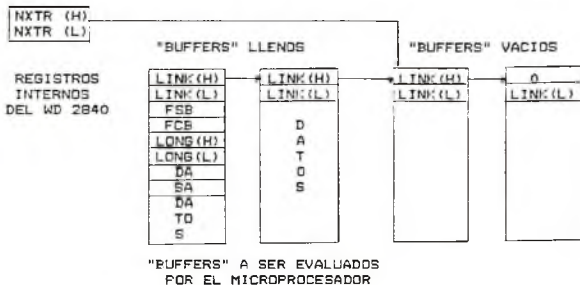 NXTR (H)
NXTR (L)
"BUFFERS" LLENOS
"BUFFERS" VACIOS
REGISTROS
INTERNOS
DEL WD 2840
LINK(H)
LINK(L)
FSB
FCB
LONG(H)
LONG(L)
DA
SA
DA
TO
S
LINK(H)
LINK(L)
D
A
T
O
S
LINK(H)
LINK(L)
0
LINK(L)
"BUFFERS" A SER EVALUADOS
POR EL MICROPROCESADOR